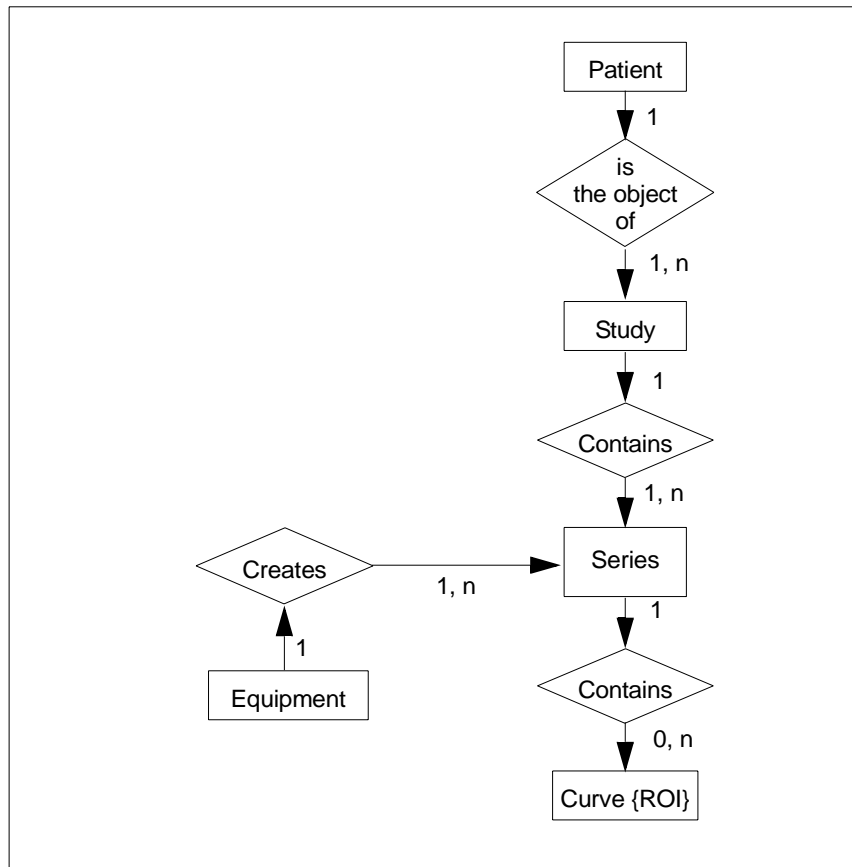 Patient
1
is
the object
of
1, n
Study
1
Contains
1, n
Creates
1, n
Series
1
1
Equipment
Contains
0, n
Curve {ROI}